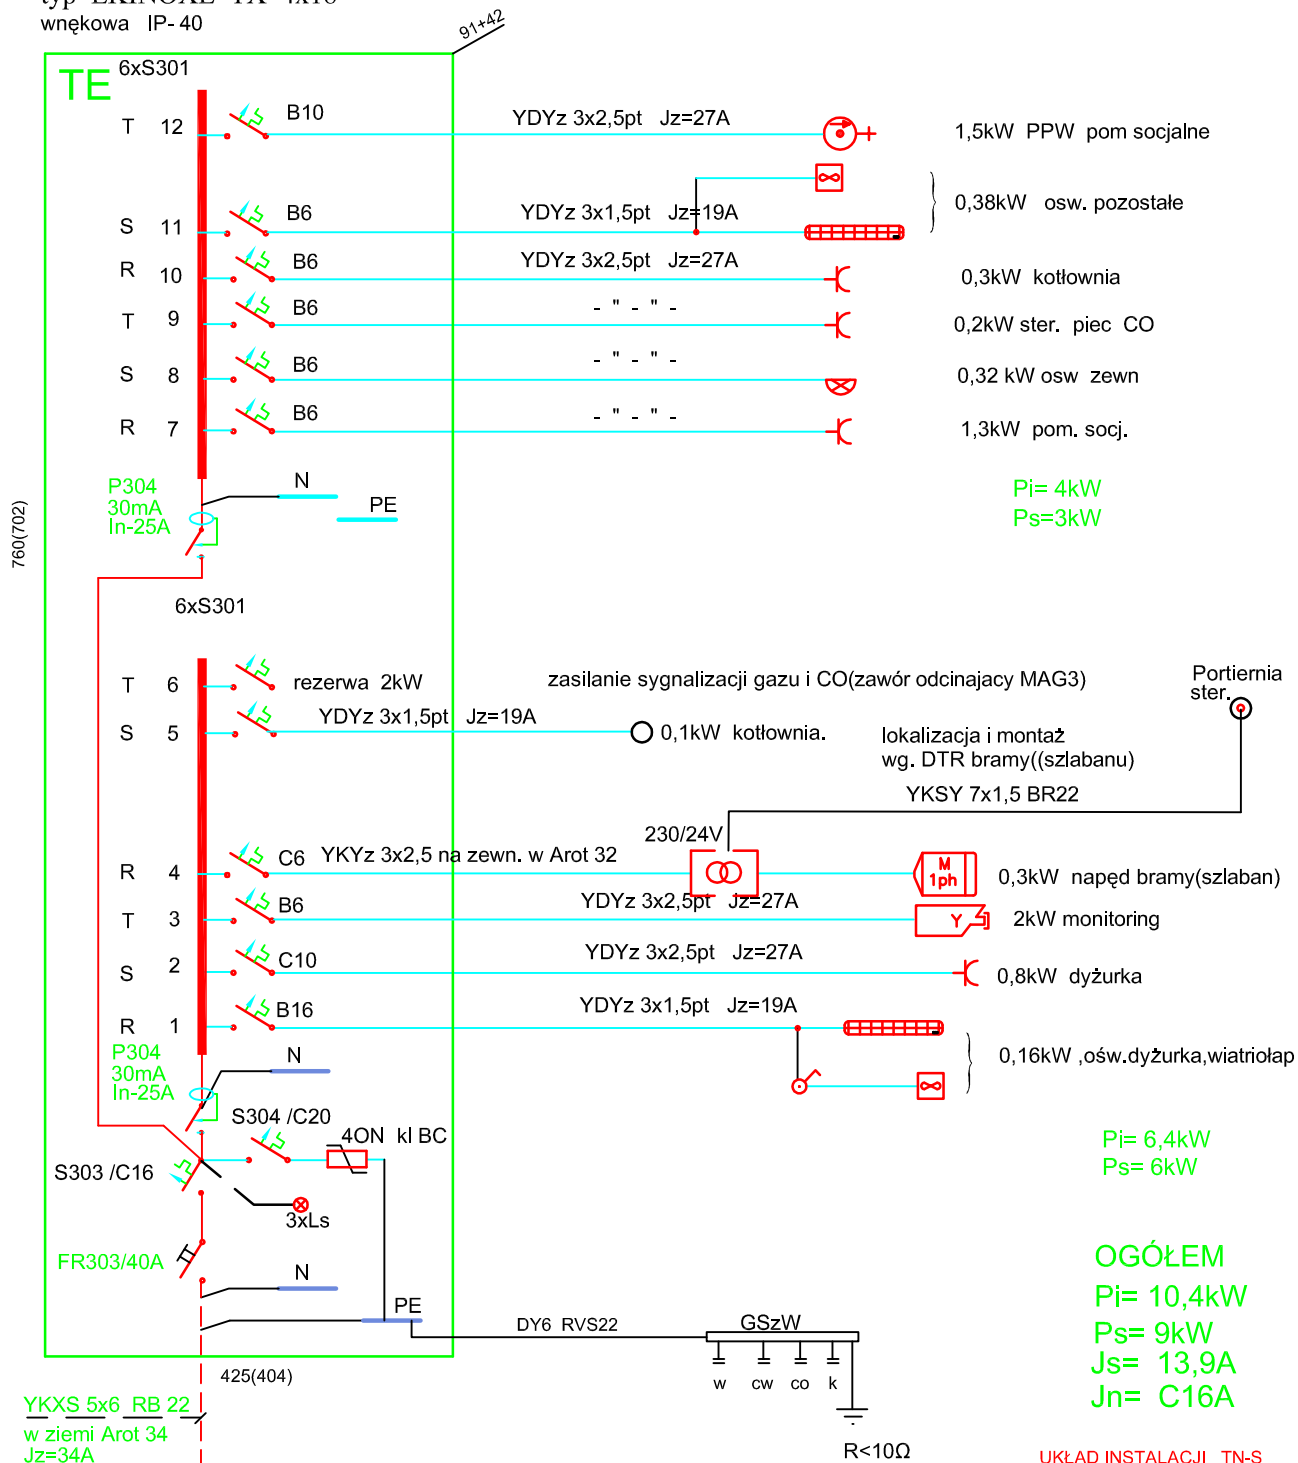 wnękowa IP-40
91+42
TE
6xS301
T 12 B10 YDYz 3x2,5pt Jz=27A 1,5kW PPW pom socjalne
S 11 B6 YDYz 3x1,5pt Jz=19A 0,38kW osw. pozostałe
R 10 B6 YDYz 3x2,5pt Jz=27A 0,3kW kotłownia
T 9 B6 - " - " - 0,2kW ster. piec CO
S 8 B6 - " - " - 0,32 kW osw zewn
R 7 B6 - " - " - 1,3kW pom. socj.
P304
30mA
In-25A
N
PE
Pi= 4kW
Ps=3kW
760(702)
6xS301
T 6 rezerwa 2kW
zasilanie sygnalizacji gazu i CO(zawór odcinajacy MAG3)
Portiernia
ster.
S 5 YDYz 3x1,5pt Jz=19A 0,1kW kotłownia.
lokalizacja i montaż
wg. DTR bramy((szlabanu)
YKSY 7x1,5 BR22
230/24V
R 4 C6 YKYz 3x2,5 na zewn. w Arot 32 M 1ph 0,3kW napęd bramy(szlaban)
T 3 B6 YDYz 3x2,5pt Jz=27A Y 2kW monitoring
S 2 C10 YDYz 3x2,5pt Jz=27A 0,8kW dyżurka
R 1 B16 YDYz 3x1,5pt Jz=19A
0,16kW ,ośw.dyżurka,wiatriołap
P304
30mA
In-25A
N
S304 /C20
4ON kl BC
S303 /C16
3xLs
Pi= 6,4kW
Ps= 6kW
FR303/40A
N
PE
DY6 RVS22
GSzW
w cw co k
R<10Ω
OGÓŁEM
Pi= 10,4kW
Ps= 9kW
Js= 13,9A
Jn= C16A
425(404)
YKXS 5x6 RB 22
w ziemi Arot 34
Jz=34A
UKŁAD INSTALACJI TN-S